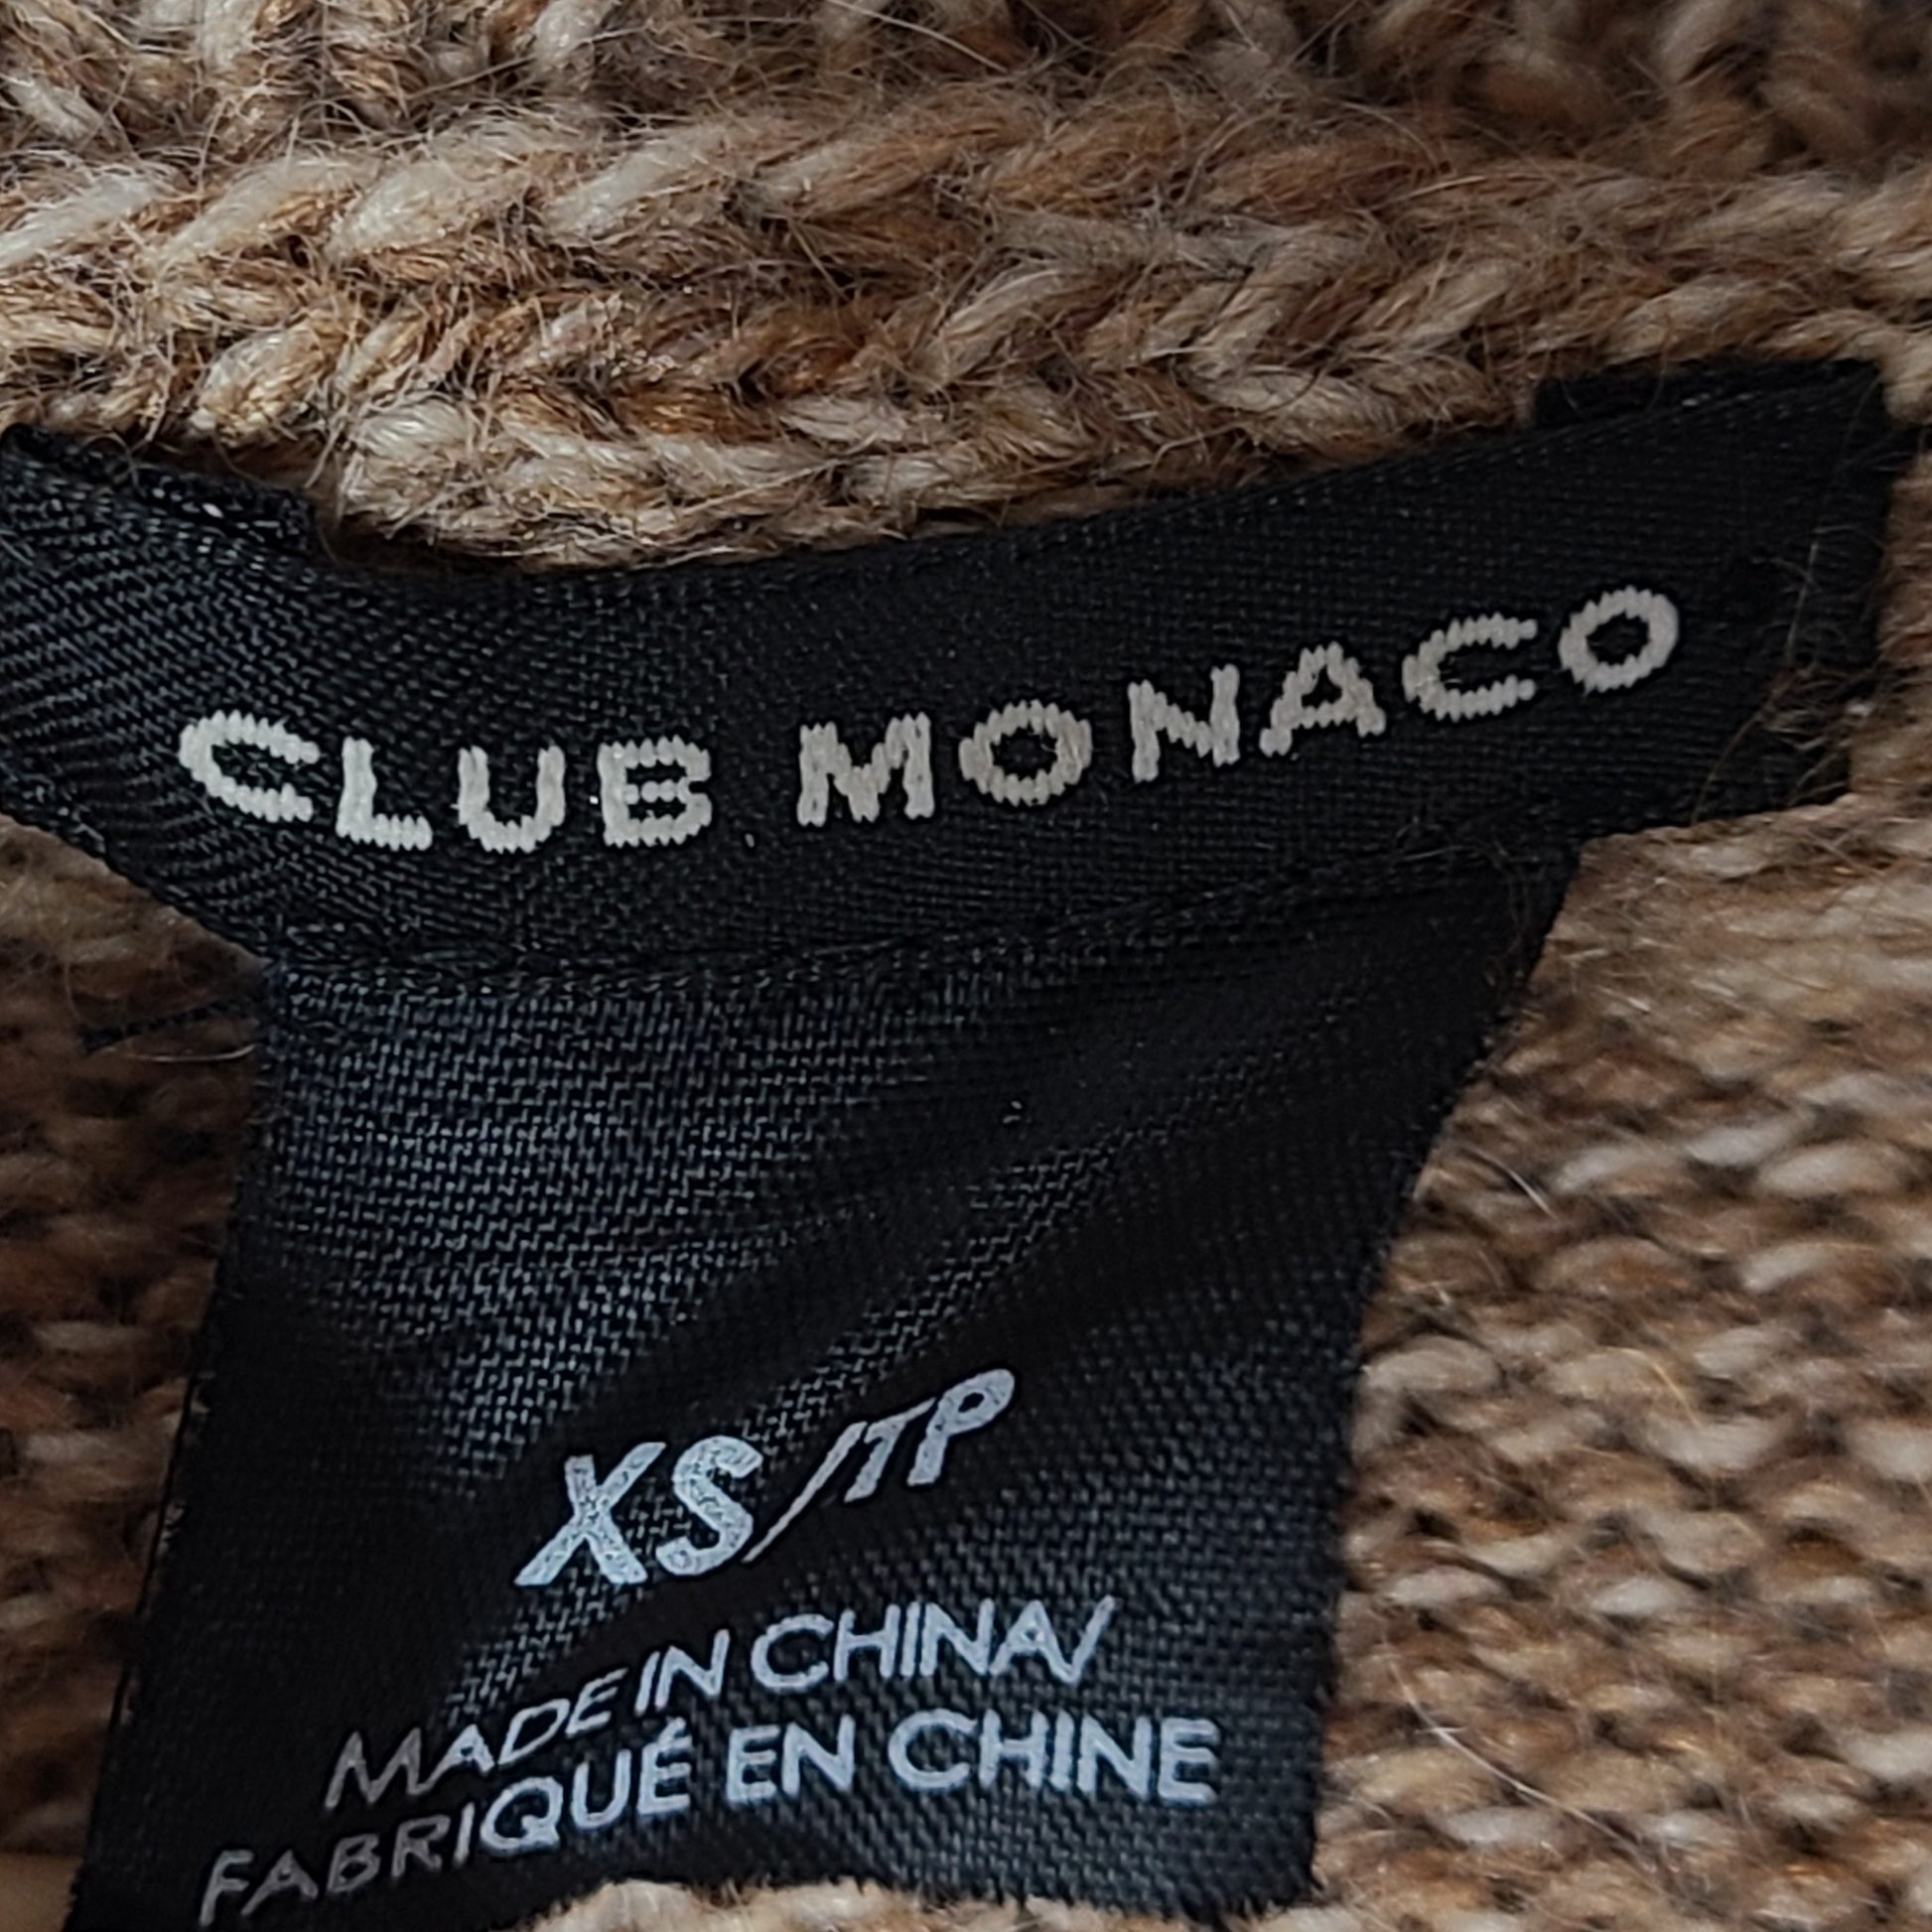 CLUB MONACO
XS/TP
MADE IN CHINA/
FABRIQUÉ EN CHINE